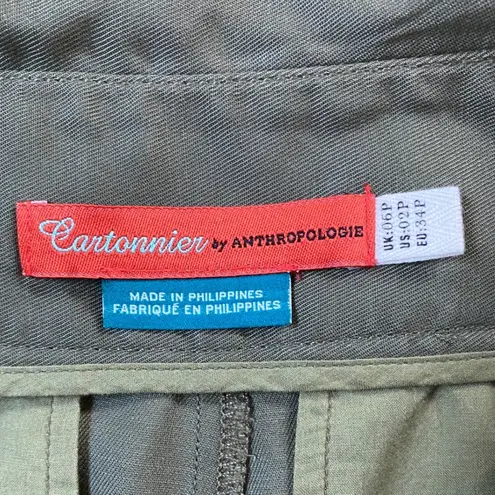 Cartonnier by ANTHROPOLOGIE
UK:06P
US:02P
EU:34P
MADE IN PHILIPPINES
FABRIQUÉ EN PHILIPPINES